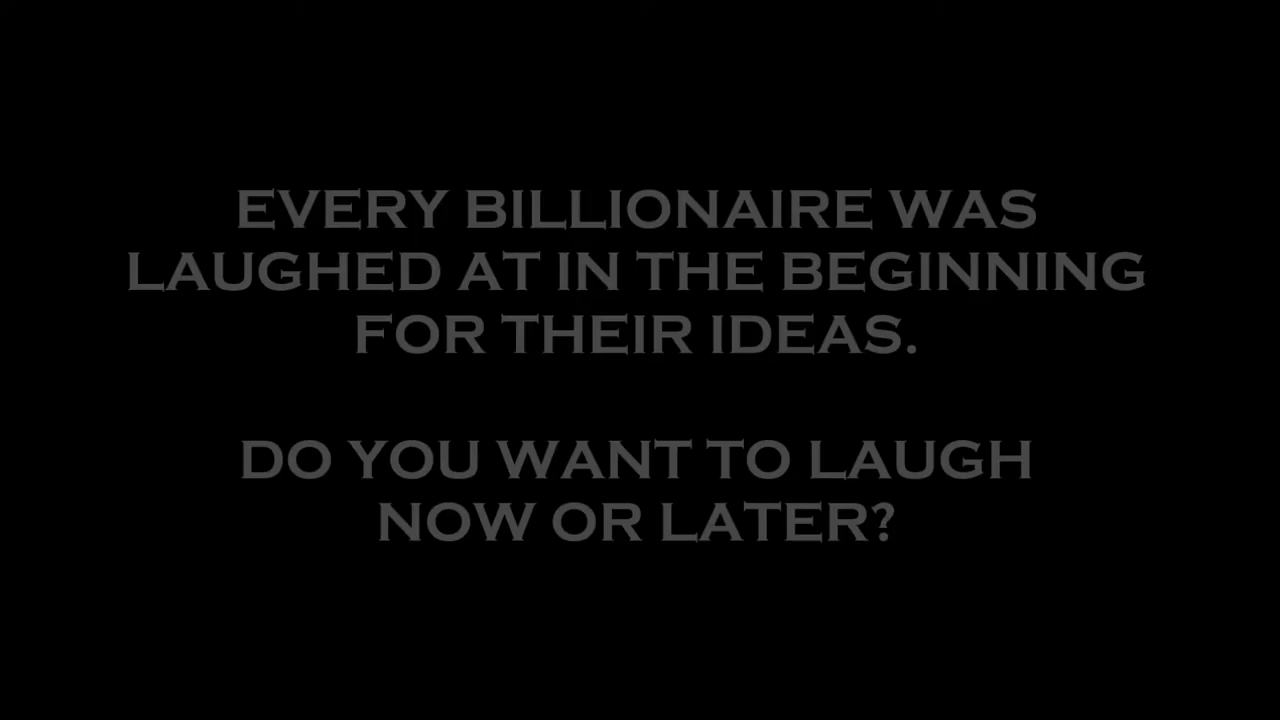 EVERY BILLIONAIRE WAS
LAUGHED AT IN THE BEGINNING
FOR THEIR IDEAS.
DO YOU WANT TO LAUGH
NOW OR LATER?